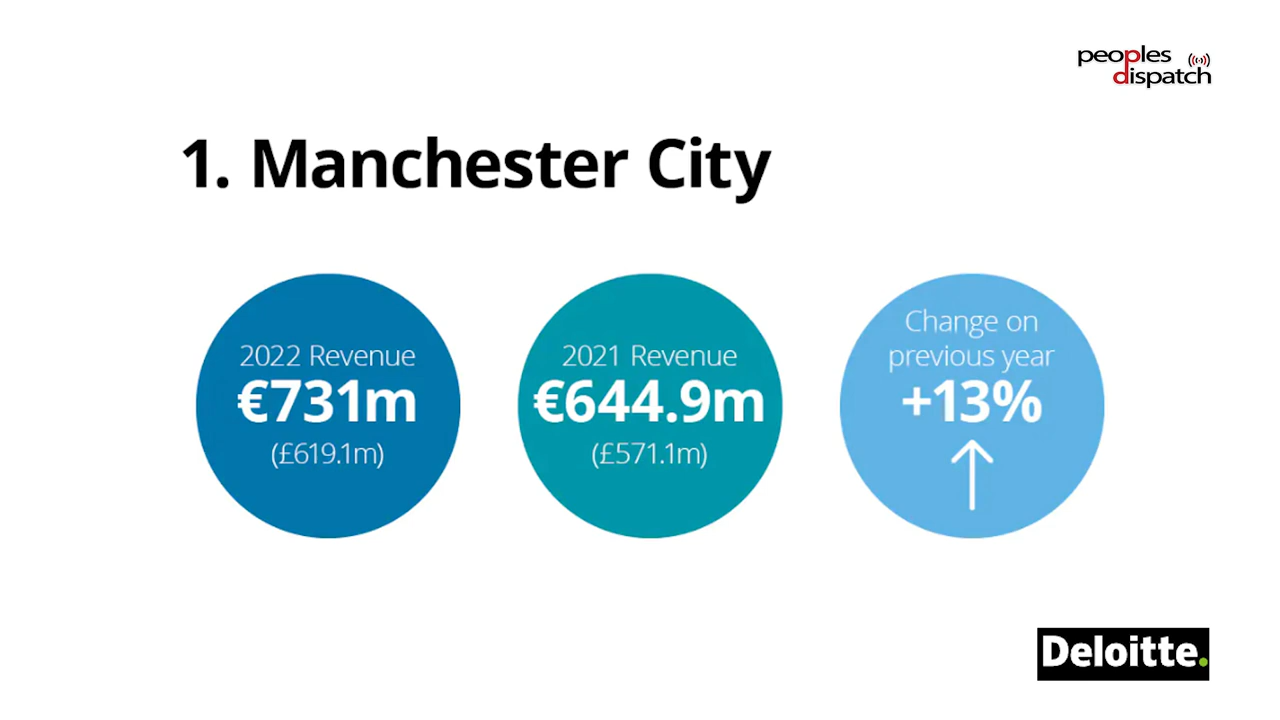 peoples
dispatch
1. Manchester City
2022 Revenue
€731m
(£619.1m)
2021 Revenue
€644.9m
(£571.1m)
Change on
previous year
+13%
Deloitte.